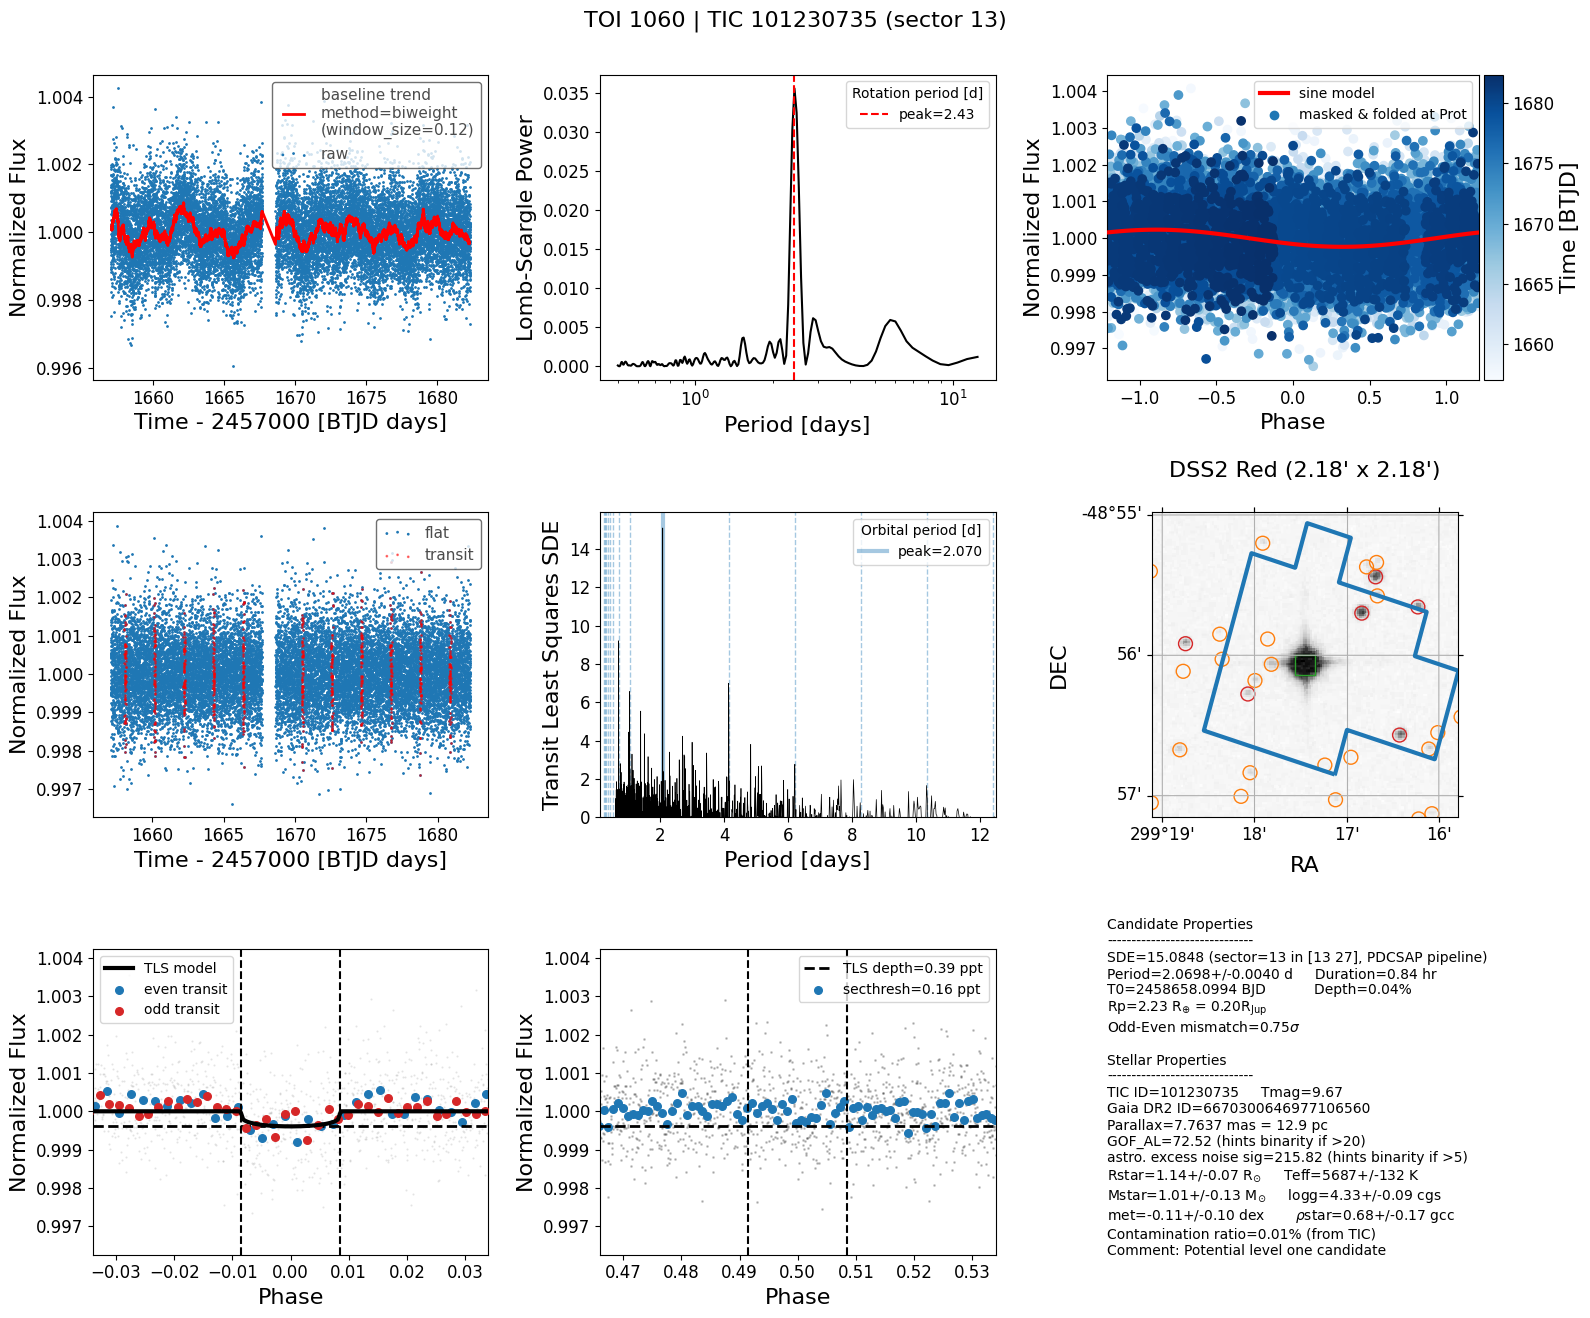 TOI 1060 | TIC 101230735 (sector 13)
Normalized Flux
1.004
1.002
1.000
0.998
0.996
baseline trend
method=biweight
(window_size=0.12)
raw
1660
1665
1670
1675
1680
Time - 2457000 [BTJD days]
Lomb-Scargle Power
0.035
0.030
0.025
0.020
0.015
0.010
0.005
0.000
Rotation period [d]
peak=2.43
10⁰
10¹
Period [days]
Normalized Flux
1.004
1.003
1.002
1.001
1.000
0.999
0.998
0.997
sine model
masked & folded at Prot
−1.0
−0.5
0.0
0.5
1.0
Phase
1680
1675
1670
1665
1660
Time [BTJD]
Normalized Flux
1.004
1.003
1.002
1.001
1.000
0.999
0.998
0.997
flat
transit
1660
1665
1670
1675
1680
Time - 2457000 [BTJD days]
Transit Least Squares SDE
14
12
10
8
6
4
2
0
Orbital period [d]
peak=2.070
2
4
6
8
10
12
Period [days]
DSS2 Red (2.18' x 2.18')
DEC
-48°55'
56'
57'
299°19'
18'
17'
16'
RA
Normalized Flux
1.004
1.003
1.002
1.001
1.000
0.999
0.998
0.997
TLS model
even transit
odd transit
−0.03
−0.02
−0.01
0.00
0.01
0.02
0.03
Phase
Normalized Flux
1.004
1.003
1.002
1.001
1.000
0.999
0.998
0.997
TLS depth=0.39 ppt
secthresh=0.16 ppt
0.47
0.48
0.49
0.50
0.51
0.52
0.53
Phase
Candidate Properties
------------------------------
SDE=15.0848 (sector=13 in [13 27], PDCSAP pipeline)
Period=2.0698+/-0.0040 d Duration=0.84 hr
T0=2458658.0994 BJD Depth=0.04%
Rp=2.23 R⊕ = 0.20RJup
Odd-Even mismatch=0.75σ
Stellar Properties
------------------------------
TIC ID=101230735 Tmag=9.67
Gaia DR2 ID=6670300646977106560
Parallax=7.7637 mas = 12.9 pc
GOF_AL=72.52 (hints binarity if >20)
astro. excess noise sig=215.82 (hints binarity if >5)
Rstar=1.14+/-0.07 R⊙ Teff=5687+/-132 K
Mstar=1.01+/-0.13 M⊙ logg=4.33+/-0.09 cgs
met=-0.11+/-0.10 dex ρstar=0.68+/-0.17 gcc
Contamination ratio=0.01% (from TIC)
Comment: Potential level one candidate